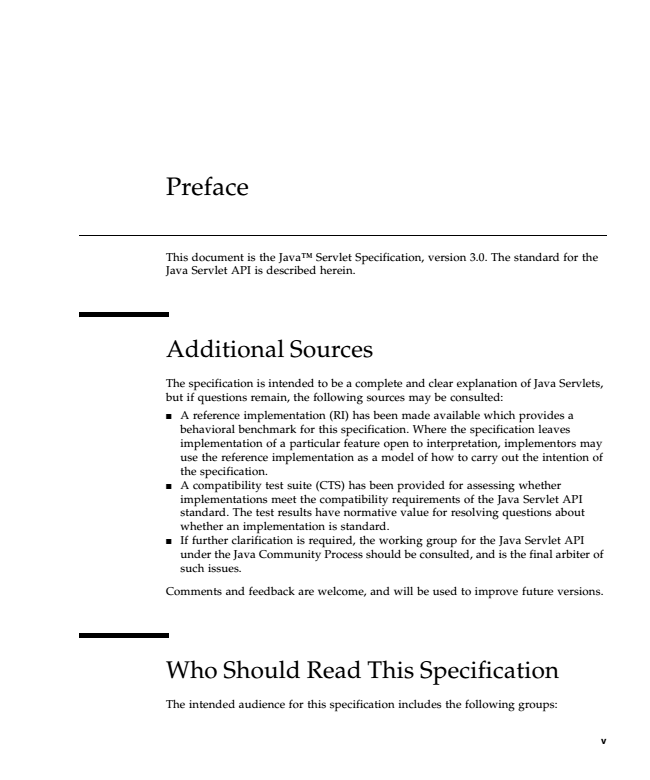 Preface
This document is the Java™ Servlet Specification, version 3.0. The standard for the
Java Servlet API is described herein.
Additional Sources
The specification is intended to be a complete and clear explanation of Java Servlets,
but if questions remain, the following sources may be consulted:
■ A reference implementation (RI) has been made available which provides a
behavioral benchmark for this specification. Where the specification leaves
implementation of a particular feature open to interpretation, implementors may
use the reference implementation as a model of how to carry out the intention of
the specification.
■ A compatibility test suite (CTS) has been provided for assessing whether
implementations meet the compatibility requirements of the Java Servlet API
standard. The test results have normative value for resolving questions about
whether an implementation is standard.
■ If further clarification is required, the working group for the Java Servlet API
under the Java Community Process should be consulted, and is the final arbiter of
such issues.
Comments and feedback are welcome, and will be used to improve future versions.
Who Should Read This Specification
The intended audience for this specification includes the following groups:
v